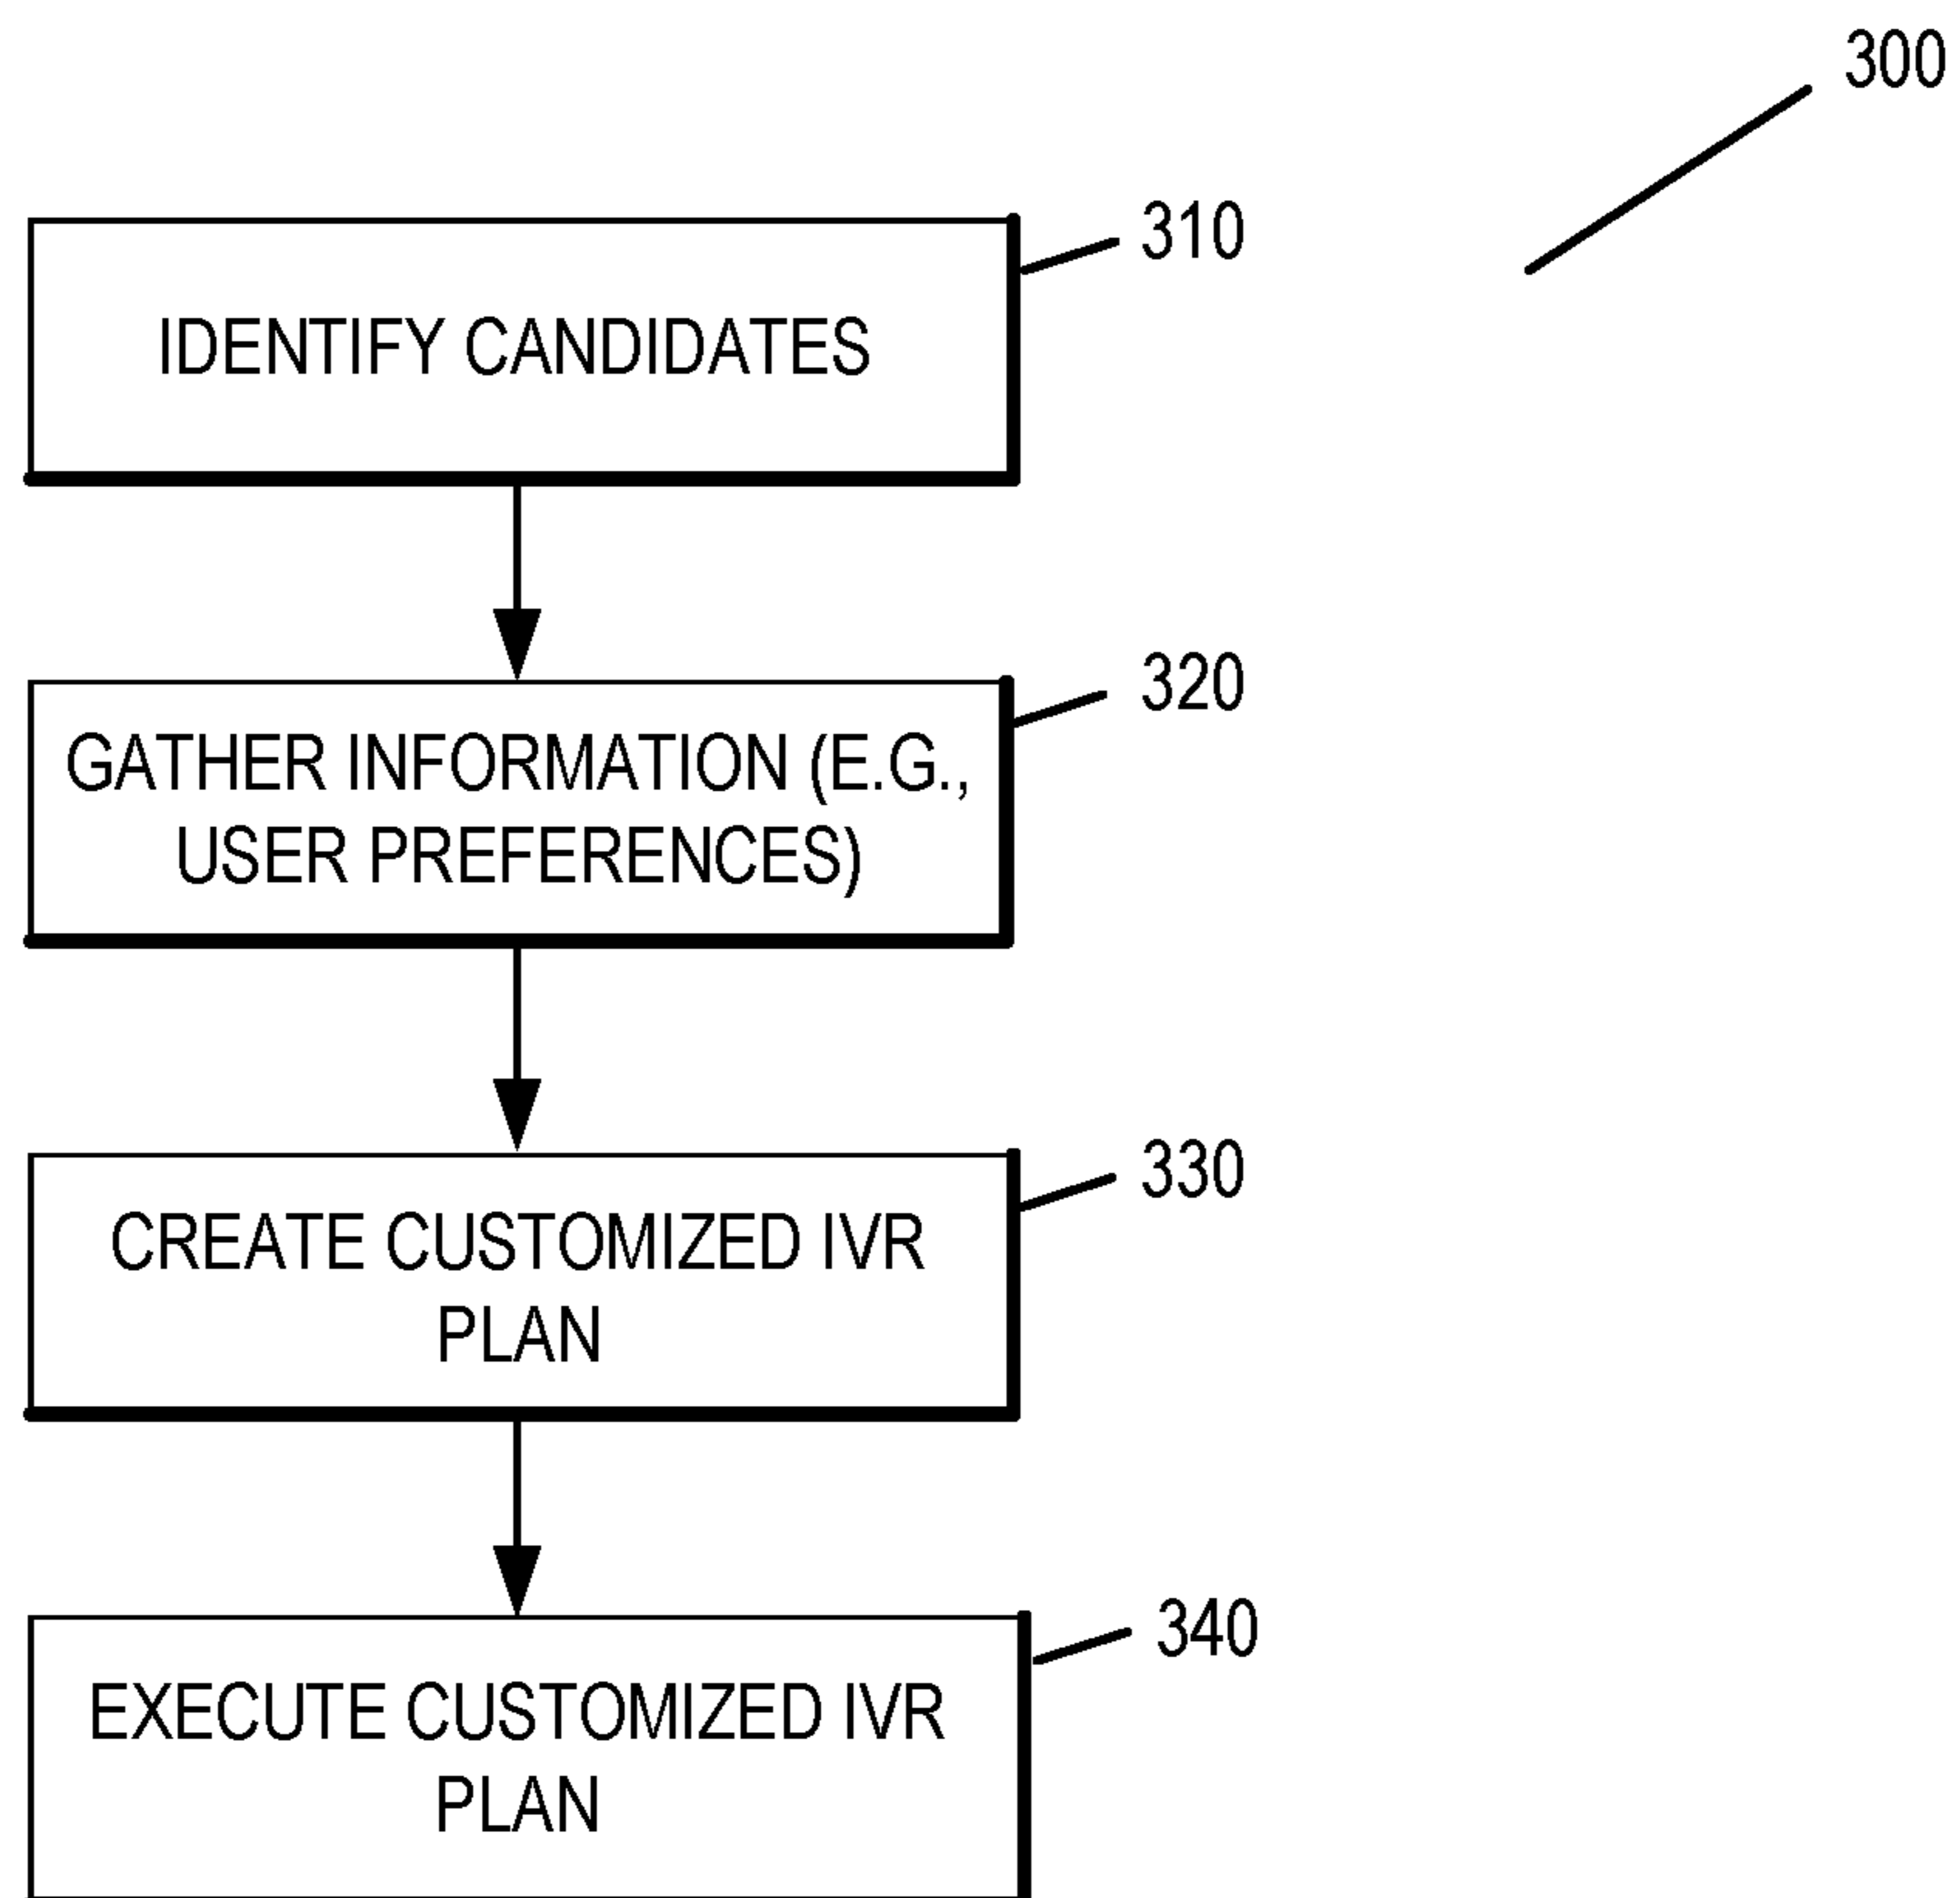 300
310
IDENTIFY CANDIDATES
320
GATHER INFORMATION (E.G.,
USER PREFERENCES)
330
CREATE CUSTOMIZED IVR
PLAN
340
EXECUTE CUSTOMIZED IVR
PLAN